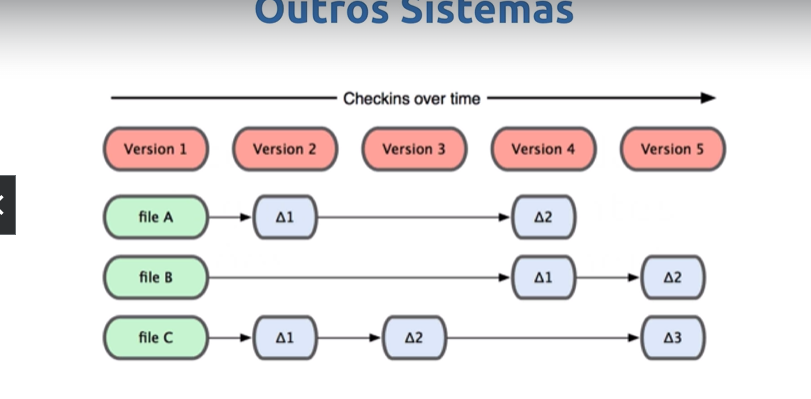 Outros Sistemas
Checkins over time
Version 1 Version 2 Version 3 Version 4 Version 5
file A Δ1 Δ2
file B Δ1 Δ2
file C Δ1 Δ2 Δ3